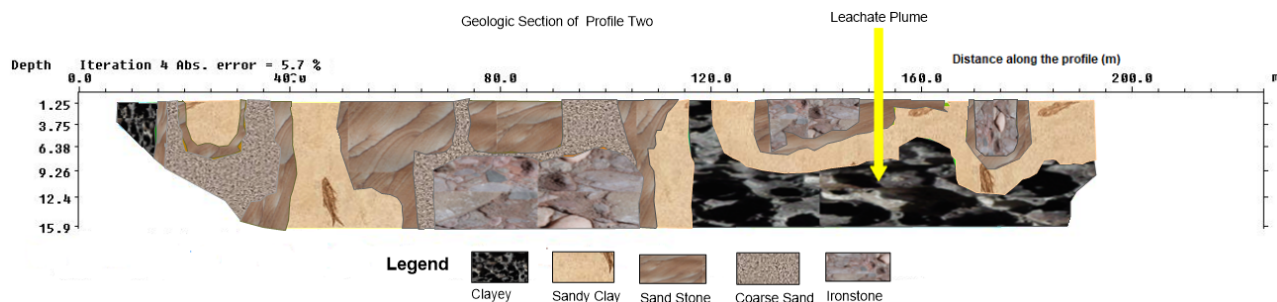 Geologic Section of Profile Two
Leachate Plume
Depth Iteration 4 Abs. error = 5.7 %
Distance along the profile (m)
0.0 40.0 80.0 120.0 160.0 200.0 m
1.25
3.75
6.38
9.26
12.4
15.9
Legend
Clayey Sandy Clay Sand Stone Coarse Sand Ironstone